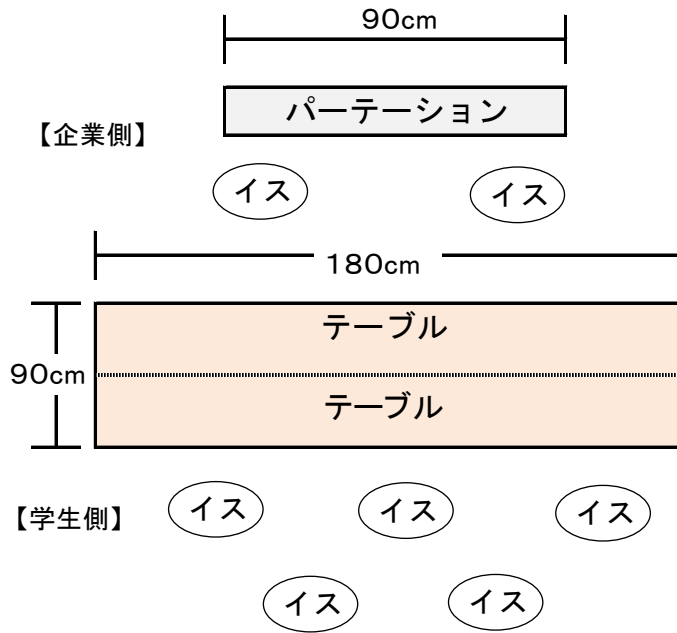 90cm
パーテーション
【企業側】
イス
イス
180cm
テーブル
90cm
テーブル
イス
イス
イス
【学生側】
イス
イス